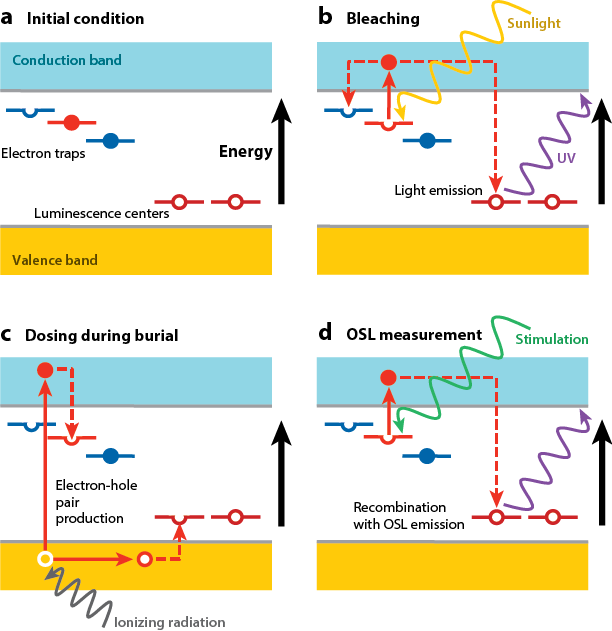 a Initial condition
Conduction band
Electron traps
Energy
Luminescence centers
Valence band
b Bleaching
Sunlight
UV
Light emission
c Dosing during burial
Electron-hole
pair
production
Ionizing radiation
d OSL measurement
Stimulation
Recombination
with OSL emission